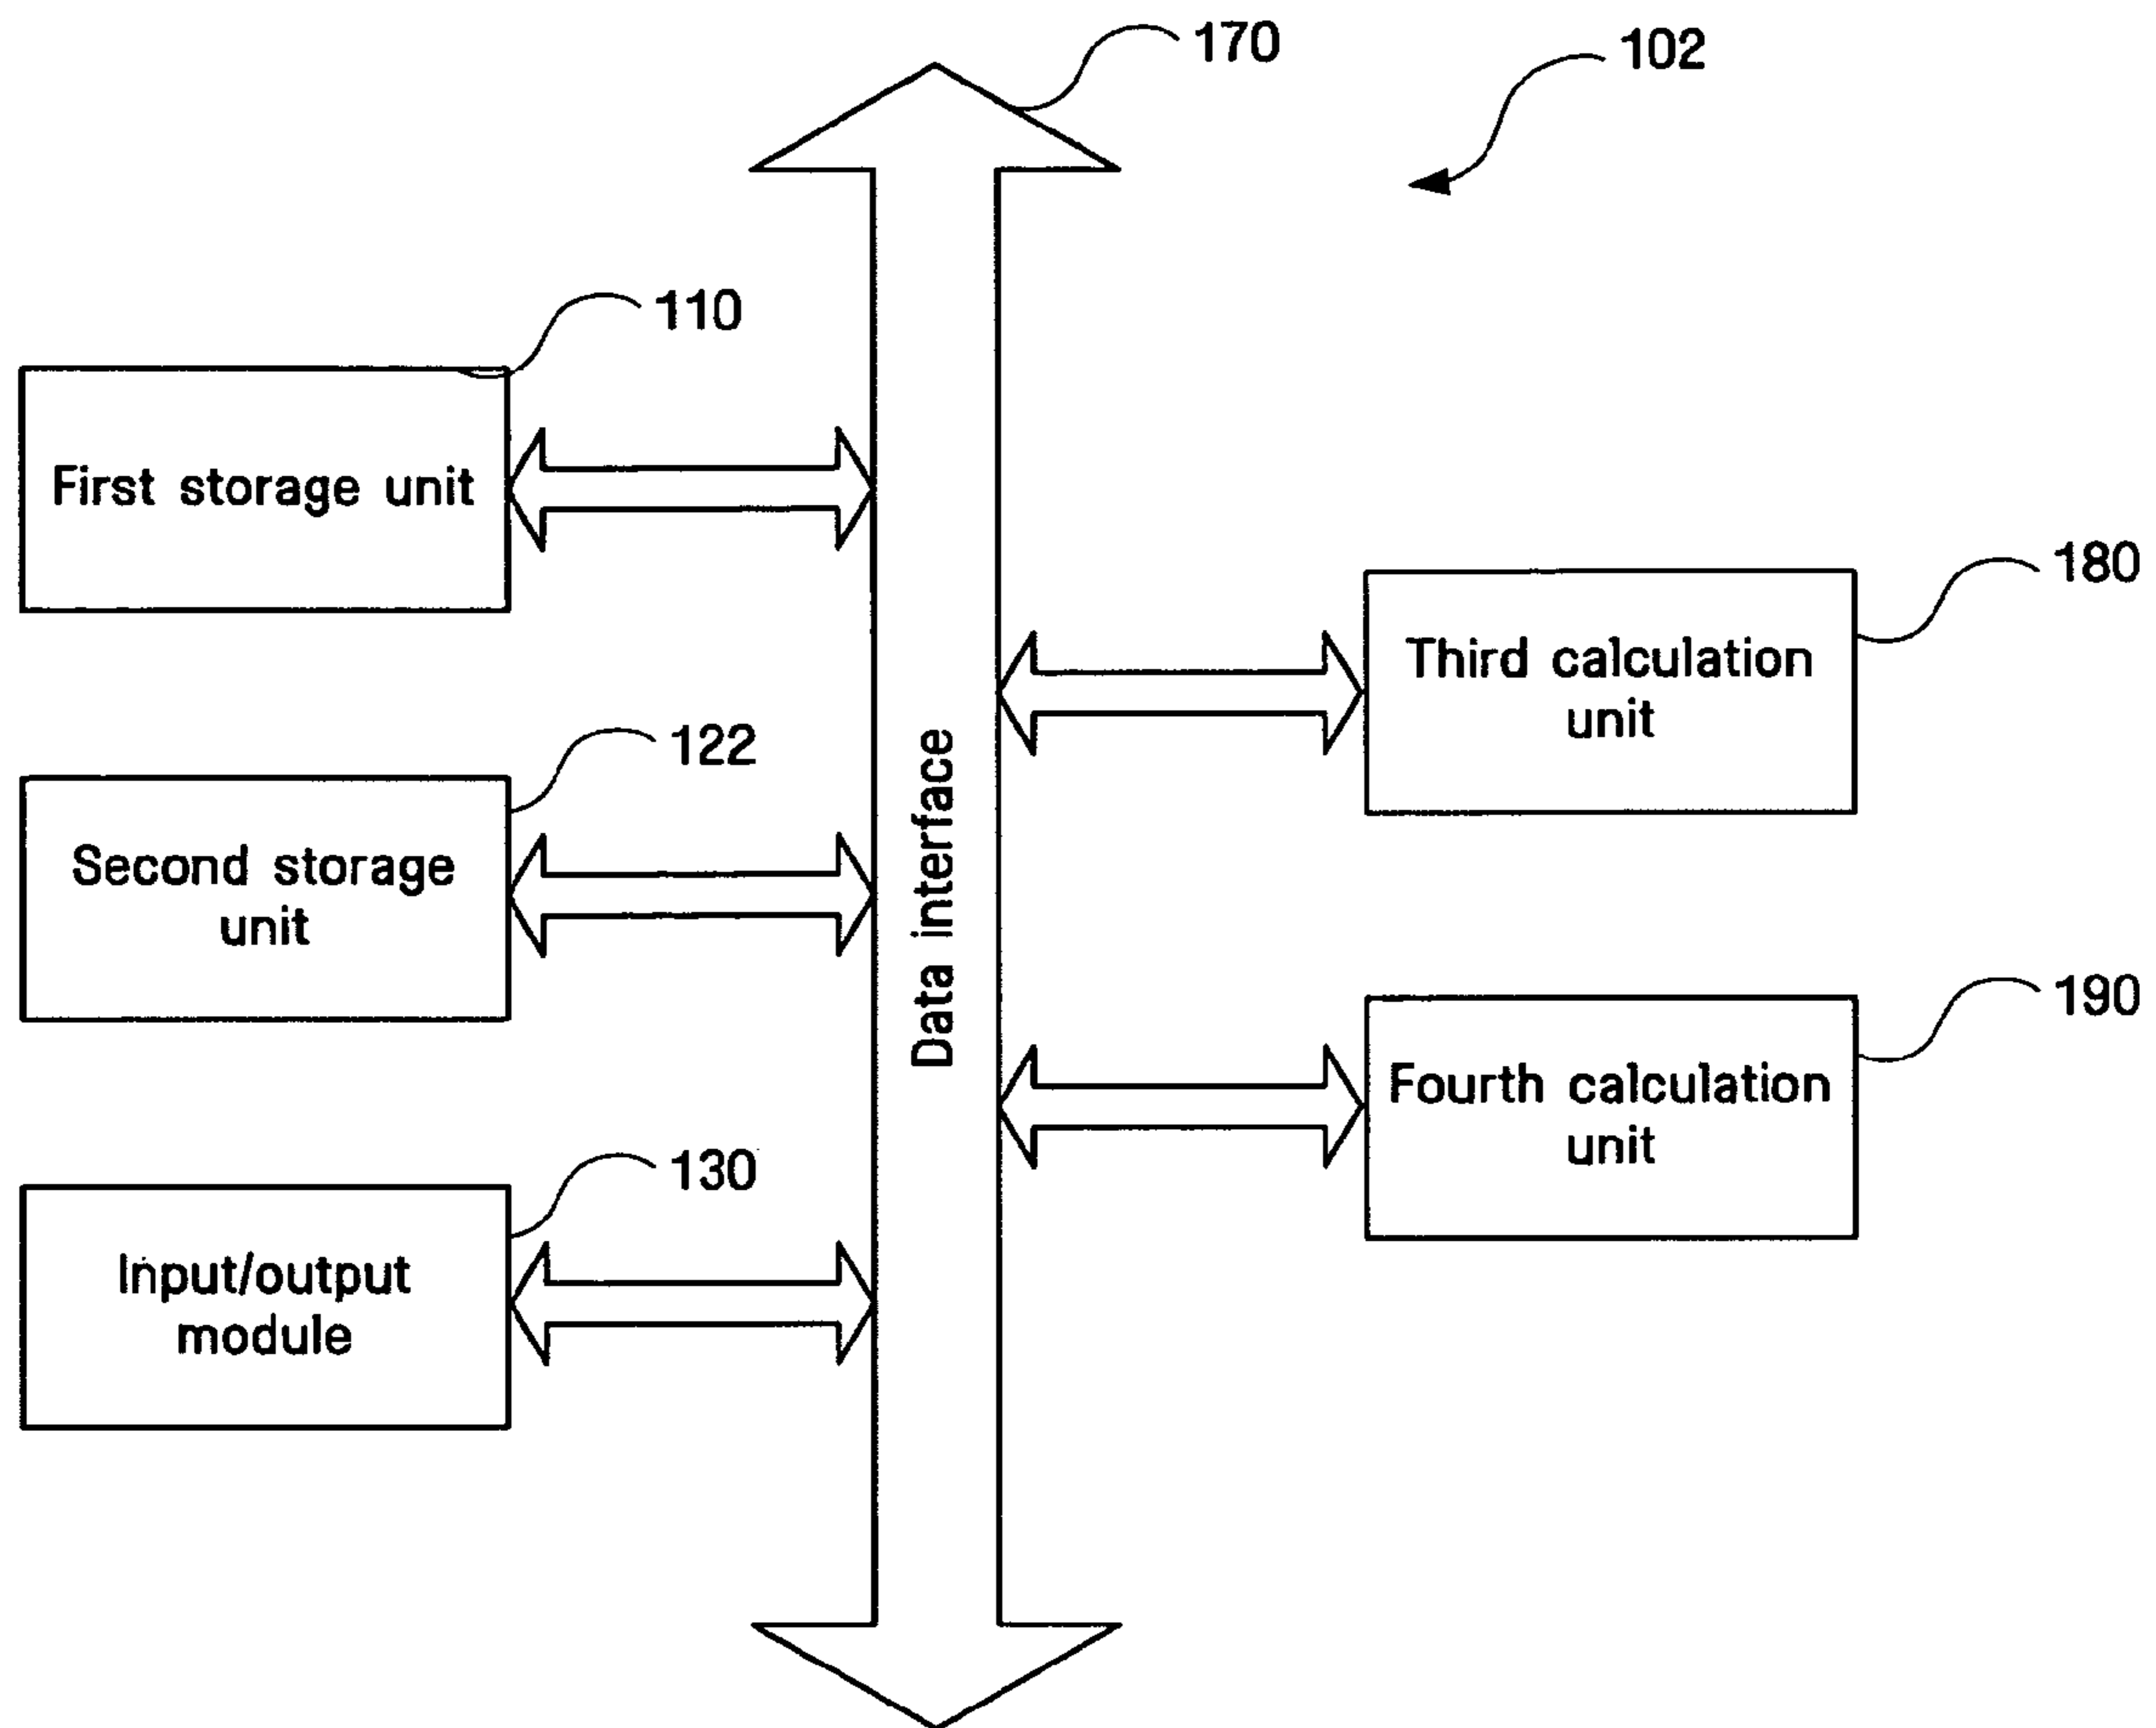 170
102
110
First storage unit
180
Third calculation
unit
122
Second storage
unit
Data interface
190
Fourth calculation
unit
130
Input/output
module